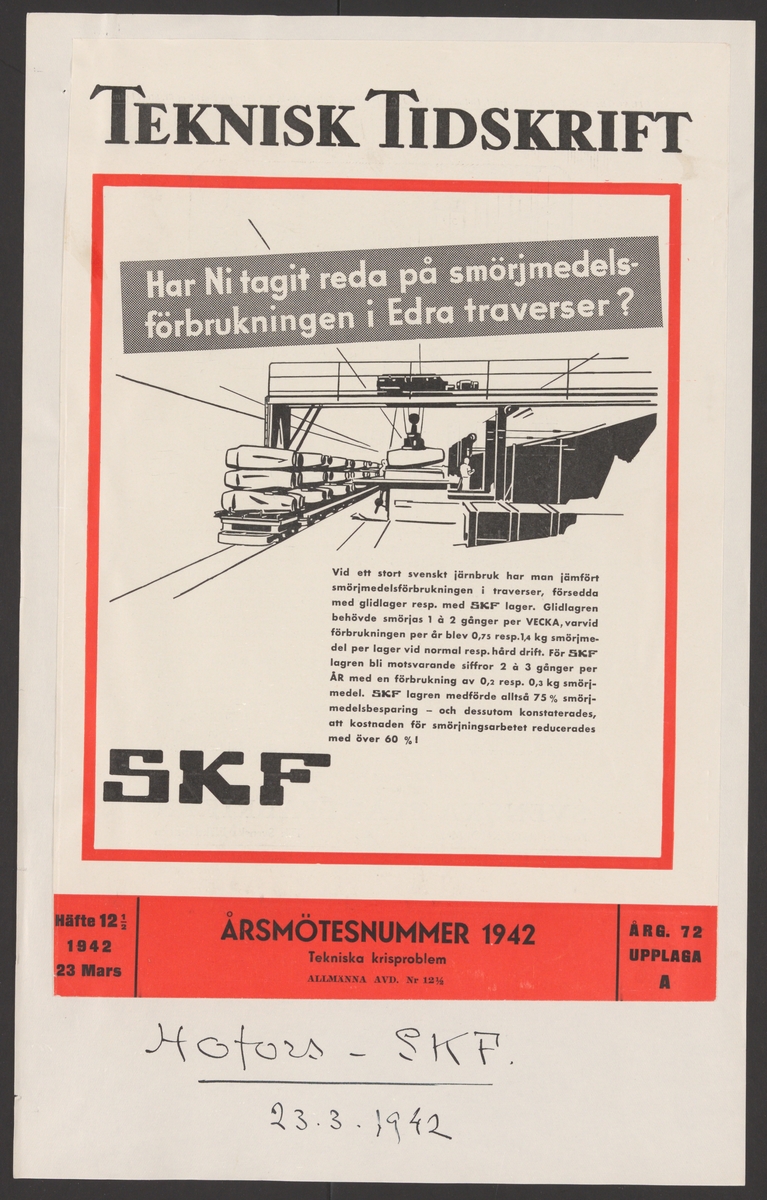 TEKNISK TIDSKRIFT
Har Ni tagit reda på smörjmedels-
förbrukningen i Edra traverser ?
Vid ett stort svenskt järnbruk har man jämfört
smörjmedelsförbrukningen i traverser, försedda
med glidlager resp. med SKF lager. Glidlagren
behövde smörjas 1 à 2 gånger per VECKA, varvid
förbrukningen per år blev 0,75 resp. 1,4 kg smörjme-
del per lager vid normal resp. hård drift. För SKF
lagren bli motsvarande siffror 2 à 3 gånger per
ÅR med en förbrukning av 0,2 resp. 0,3 kg smörj-
medel. SKF lagren medförde alltså 75 % smörj-
medelsbesparing – och dessutom konstaterades,
att kostnaden för smörjningsarbetet reducerades
med över 60 % !
SKF
Häfte 12 1/2
1942
23 Mars
ÅRSMÖTESNUMMER 1942
Tekniska krisproblem
ALLMÄNNA AVD. Nr 12½
ÅRG. 72
UPPLAGA
A
Hofors – SKF.
23.3.1942